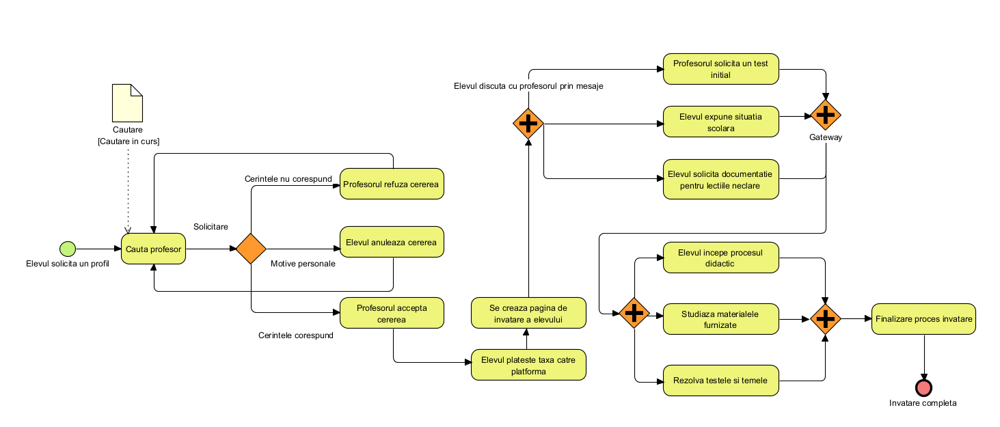 Cautare
[Cautare in curs]
Elevul solicita un profil
Cauta profesor
Solicitare
Cerintele nu corespund
Profesorul refuza cererea
Elevul anuleaza cererea
Motive personale
Profesorul accepta
cererea
Cerintele corespund
Elevul plateste taxa catre
platforma
Se creaza pagina de
invatare a elevului
Elevul discuta cu profesorul prin mesaje
Profesorul solicita un test
initial
Elevul expune situatia
scolara
Elevul solicita documentatie
pentru lectiile neclare
Gateway
Elevul incepe procesul
didactic
Studiaza materialele
furnizate
Rezolva testele si temele
Finalizare proces invatare
Invatare completa